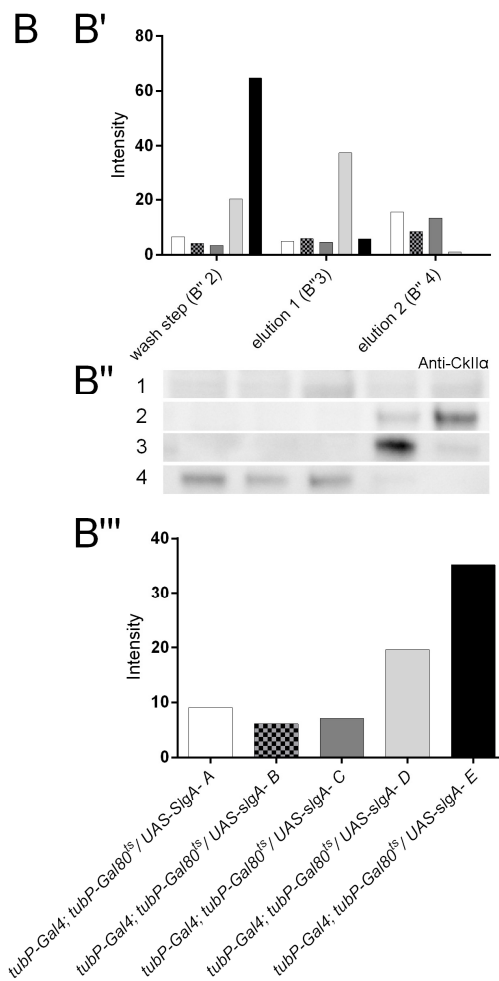 B B'
80
60
40
20
0
Intensity
wash step (B" 2)
elution 1 (B"3)
elution 2 (B" 4)
Anti-CkIIα
B"
1
2
3
4
B'"
40
30
20
10
0
Intensity
tubP-Gal4; tubP-Gal80ts/ UAS-SlgA- A
tubP-Gal4; tubP-Gal80ts/ UAS-slgA- B
tubP-Gal4; tubP-Gal80ts/ UAS-slgA- C
tubP-Gal4; tubP-Gal80ts/ UAS-slgA- D
tubP-Gal4; tubP-Gal80ts/ UAS-slgA- E